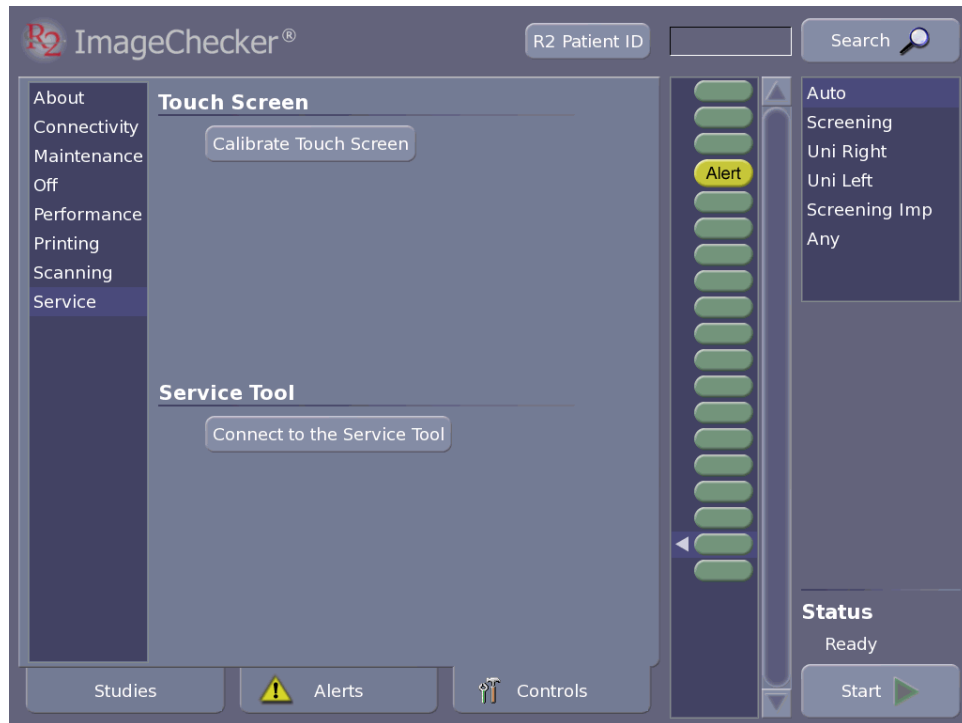 R2 ImageChecker®
R2 Patient ID
Search
About
Connectivity
Maintenance
Off
Performance
Printing
Scanning
Service
Touch Screen
Calibrate Touch Screen
Service Tool
Connect to the Service Tool
Alert
Auto
Screening
Uni Right
Uni Left
Screening Imp
Any
Status
Ready
Start
Studies
Alerts
Controls